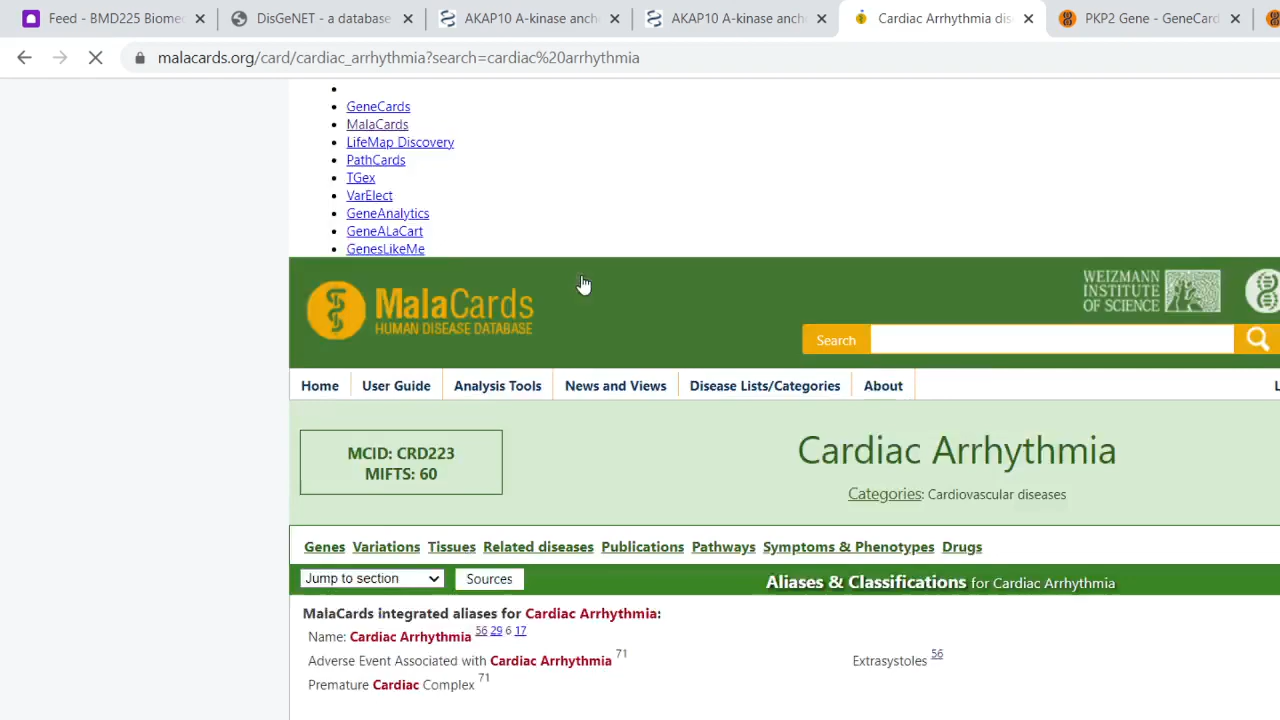 Feed - BMD225 Biomed
DisGeNET - a database
AKAP10 A-kinase ancho
AKAP10 A-kinase ancho
Cardiac Arrhythmia dis
PKP2 Gene - GeneCard
malacards.org/card/cardiac_arrhythmia?search=cardiac%20arrhythmia
GeneCards
MalaCards
LifeMap Discovery
PathCards
TGex
VarElect
GeneAnalytics
GeneALaCart
GenesLikeMe
MalaCards
HUMAN DISEASE DATABASE
WEIZMANN
INSTITUTE
OF SCIENCE
Search
Home User Guide Analysis Tools News and Views Disease Lists/Categories About L
MCID: CRD223
MIFTS: 60
Cardiac Arrhythmia
Categories: Cardiovascular diseases
Genes Variations Tissues Related diseases Publications Pathways Symptoms & Phenotypes Drugs
Jump to section Sources Aliases & Classifications for Cardiac Arrhythmia
MalaCards integrated aliases for Cardiac Arrhythmia:
Name: Cardiac Arrhythmia 56 29 6 17
Adverse Event Associated with Cardiac Arrhythmia 71 Extrasystoles 56
Premature Cardiac Complex 71